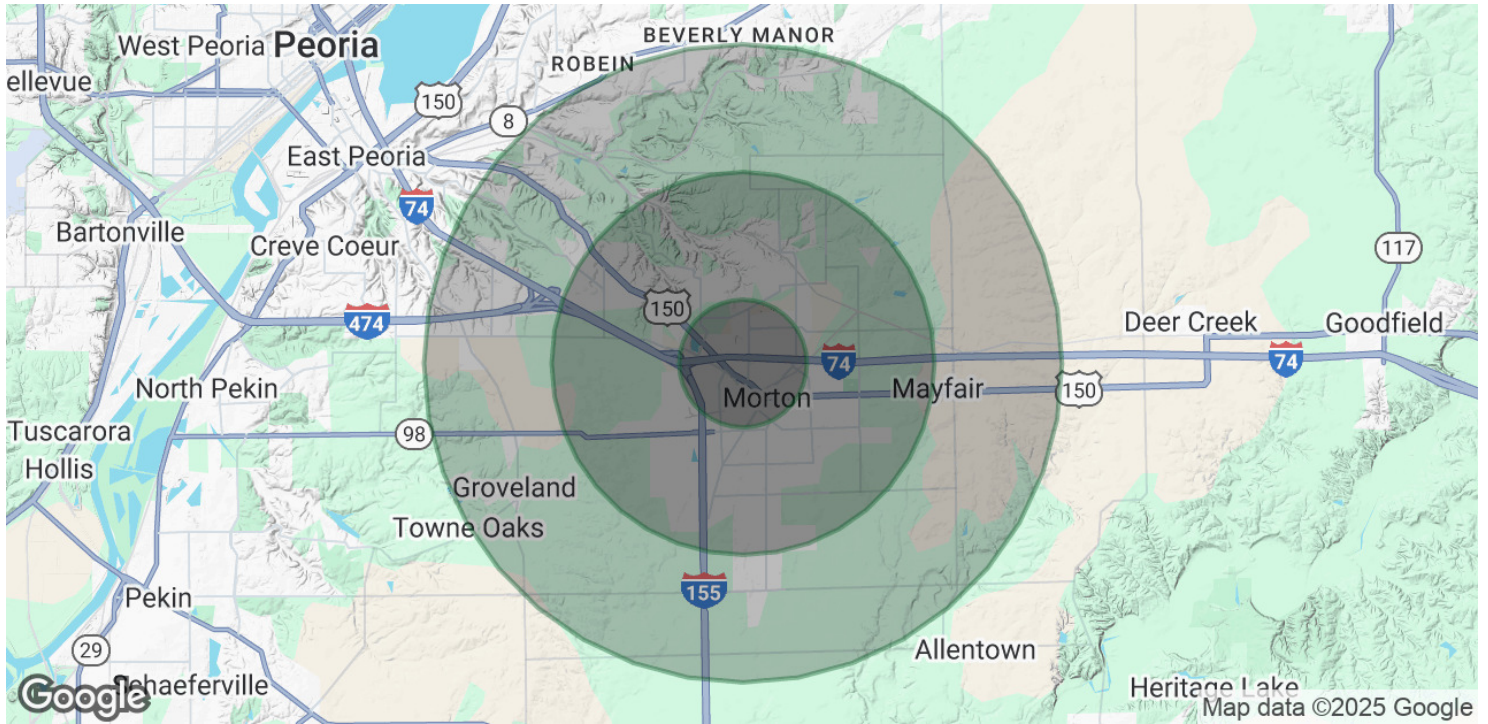 West Peoria
Peoria
BEVERLY MANOR
ROBEIN
ellevue
150
8
East Peoria
74
Bartonville
Creve Coeur
117
150
474
Deer Creek
Goodfield
74
74
North Pekin
Morton
Mayfair
150
Tuscarora
98
Hollis
Groveland
Towne Oaks
155
Pekin
29
Allentown
Schaeferville
Google
Heritage Lake
Map data ©2025 Google